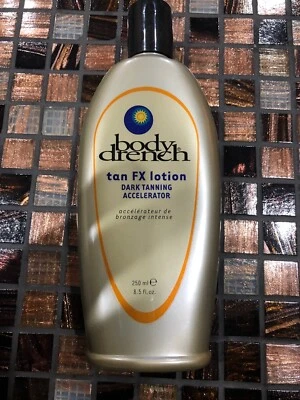 body
drench
tan FX lotion
DARK TANNING
ACCELERATOR
accélérateur de
bronzage intense
250 ml e
8.5 fl.oz.